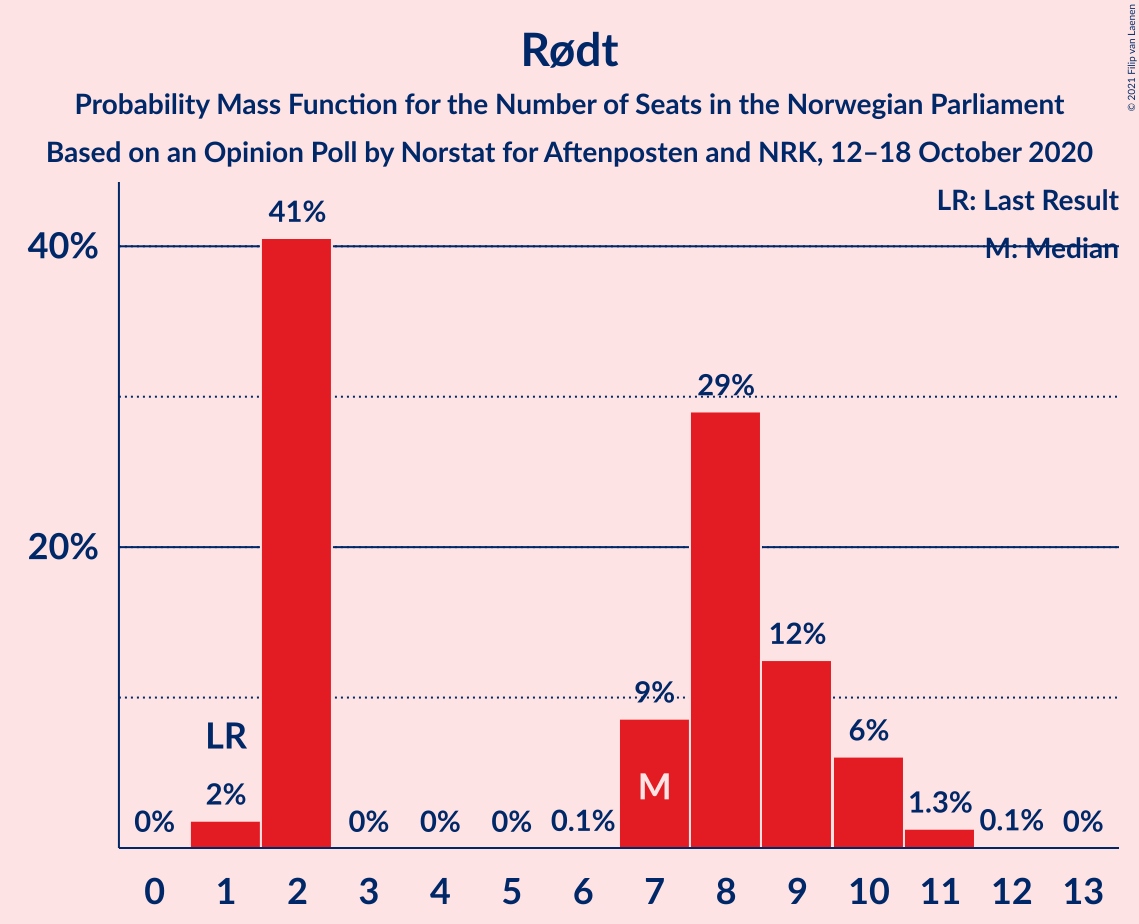 Rødt
Probability Mass Function for the Number of Seats in the Norwegian Parliament
Based on an Opinion Poll by Norstat for Aftenposten and NRK, 12–18 October 2020
© 2021 Filip van Laenen
LR: Last Result
M: Median
40%
20%
0%
2%
LR
41%
0%
0%
0%
0.1%
9%
M
29%
12%
6%
1.3%
0.1%
0%
0 1 2 3 4 5 6 7 8 9 10 11 12 13